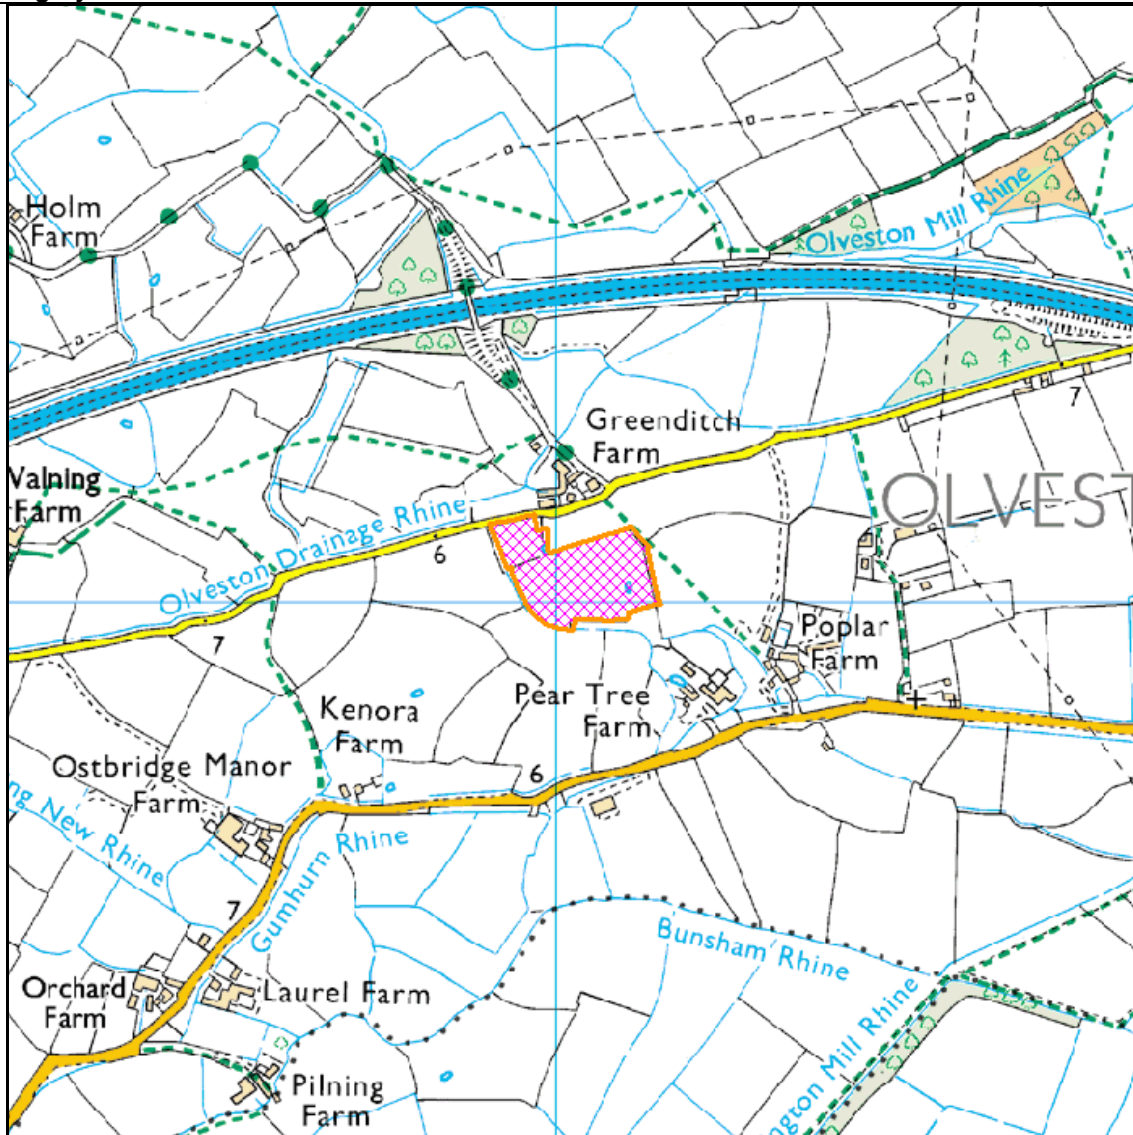 Holm
Farm
Olveston Mill Rhine
Greenditch
Farm
7
OLVEST
Valning
Farm
Olveston Drainage Rhine
6
7
Poplar
Farm
Pear Tree
Farm
Kenora
Farm
Ostbridge Manor
Farm
6
ng New Rhine
Gumhurn Rhine
7
Bunsham Rhine
Orchard
Farm
Laurel Farm
ngton Mill Rhine
Pilning
Farm